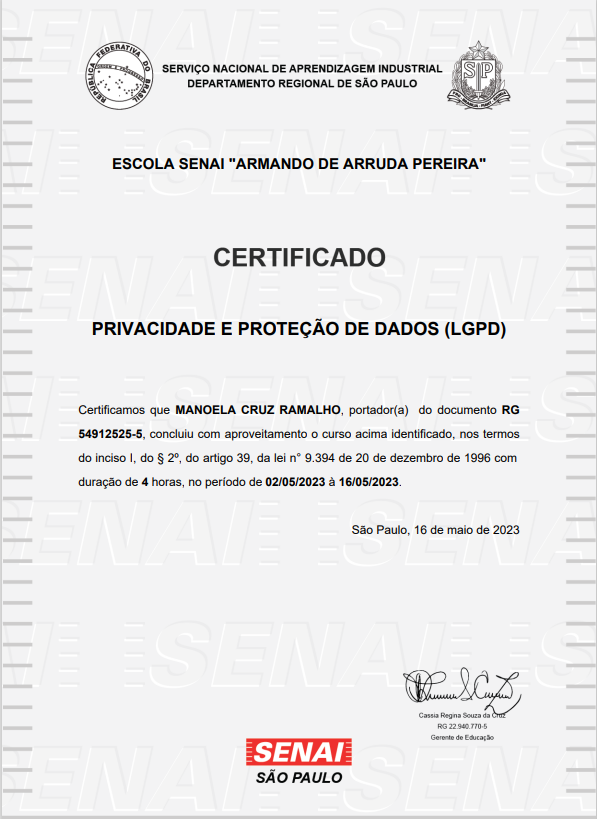 REPÚBLICA FEDERATIVA DO BRASIL
SERVIÇO NACIONAL DE APRENDIZAGEM INDUSTRIAL
DEPARTAMENTO REGIONAL DE SÃO PAULO
SP
ESCOLA SENAI "ARMANDO DE ARRUDA PEREIRA"
CERTIFICADO
PRIVACIDADE E PROTEÇÃO DE DADOS (LGPD)
Certificamos que MANOELA CRUZ RAMALHO, portador(a) do documento RG
54912525-5, concluiu com aproveitamento o curso acima identificado, nos termos
do inciso I, do § 2º, do artigo 39, da lei n° 9.394 de 20 de dezembro de 1996 com
duração de 4 horas, no período de 02/05/2023 à 16/05/2023.
São Paulo, 16 de maio de 2023
Cassia Regina Souza da Cruz
RG 22.940.770-5
Gerente de Educação
SENAI
SÃO PAULO